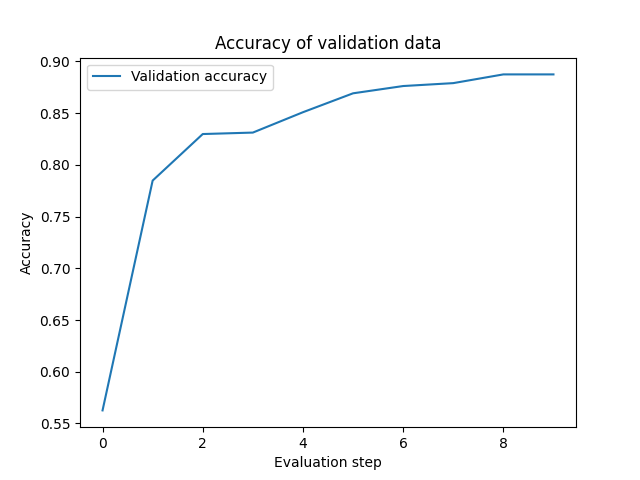 Accuracy of validation data
Validation accuracy
Accuracy
0.90
0.85
0.80
0.75
0.70
0.65
0.60
0.55
0 2 4 6 8
Evaluation step